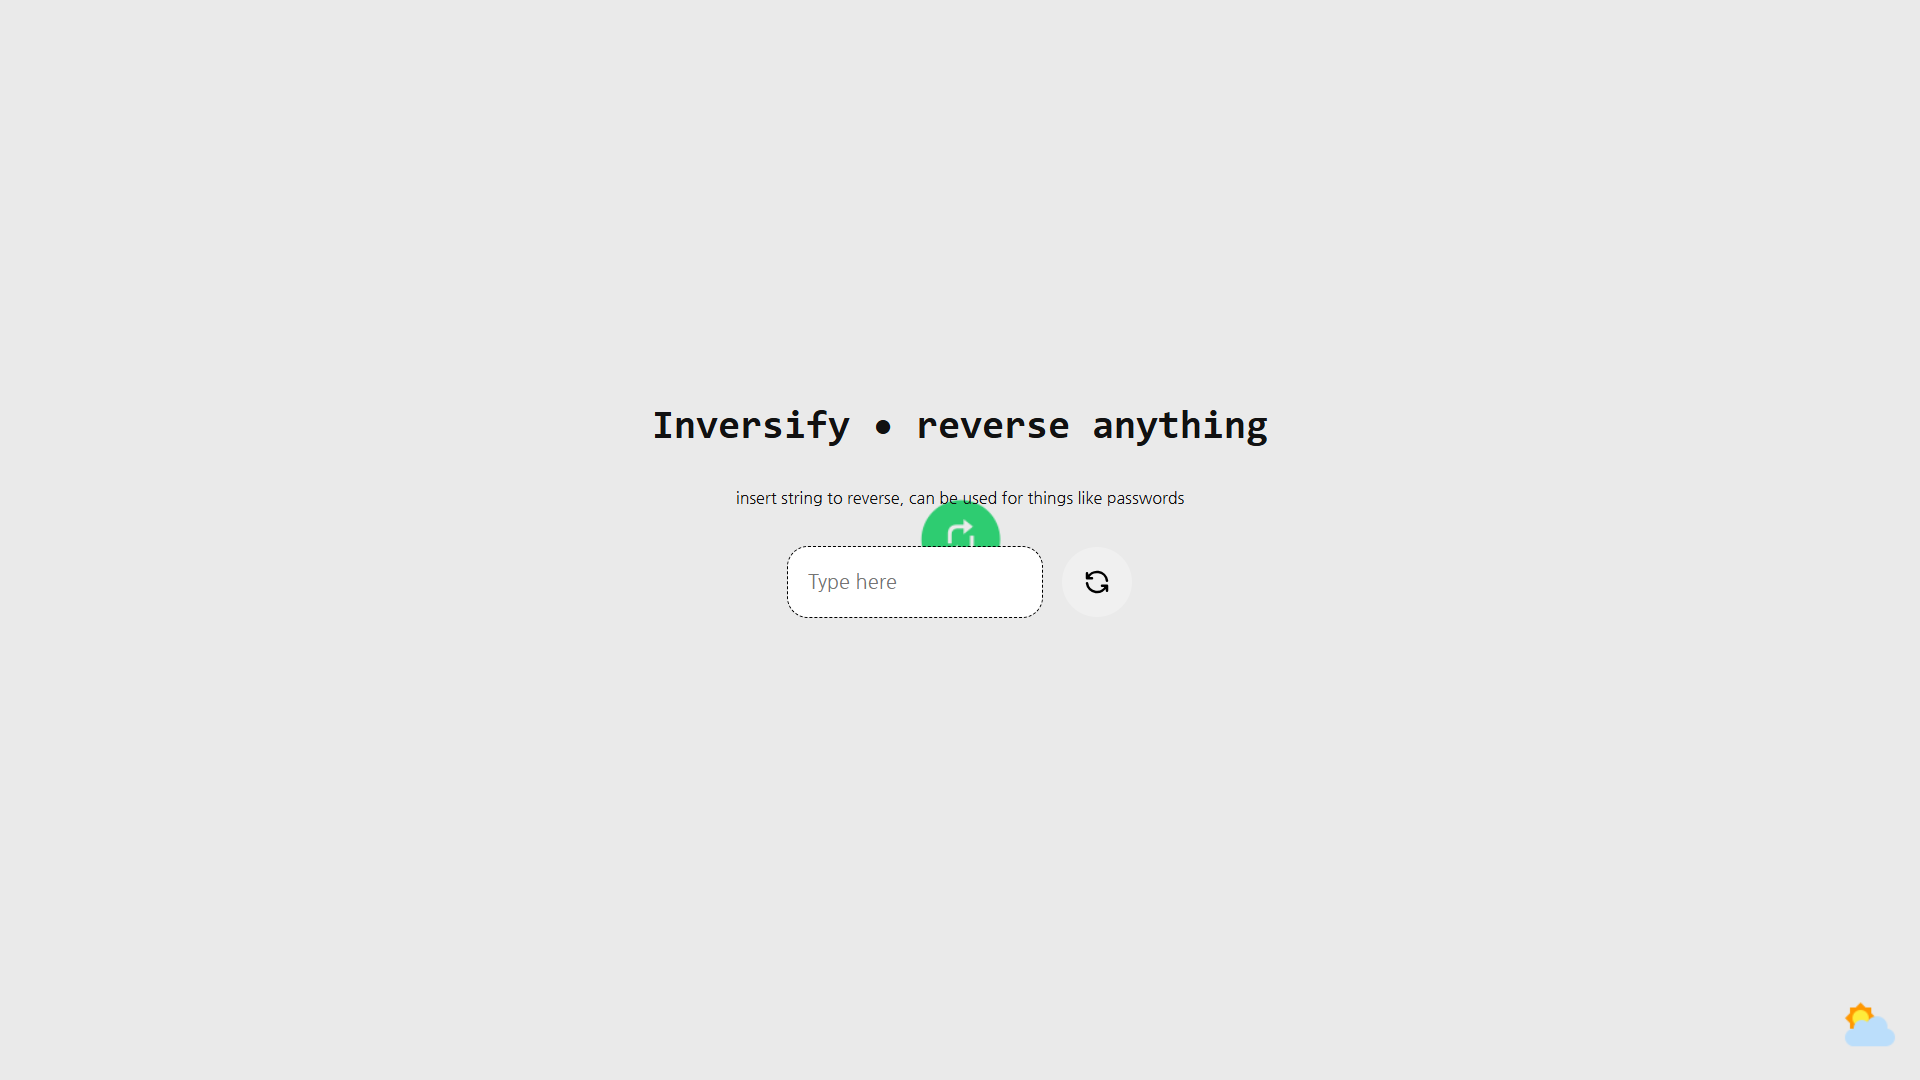 Inversify • reverse anything
insert string to reverse, can be used for things like passwords
Type here